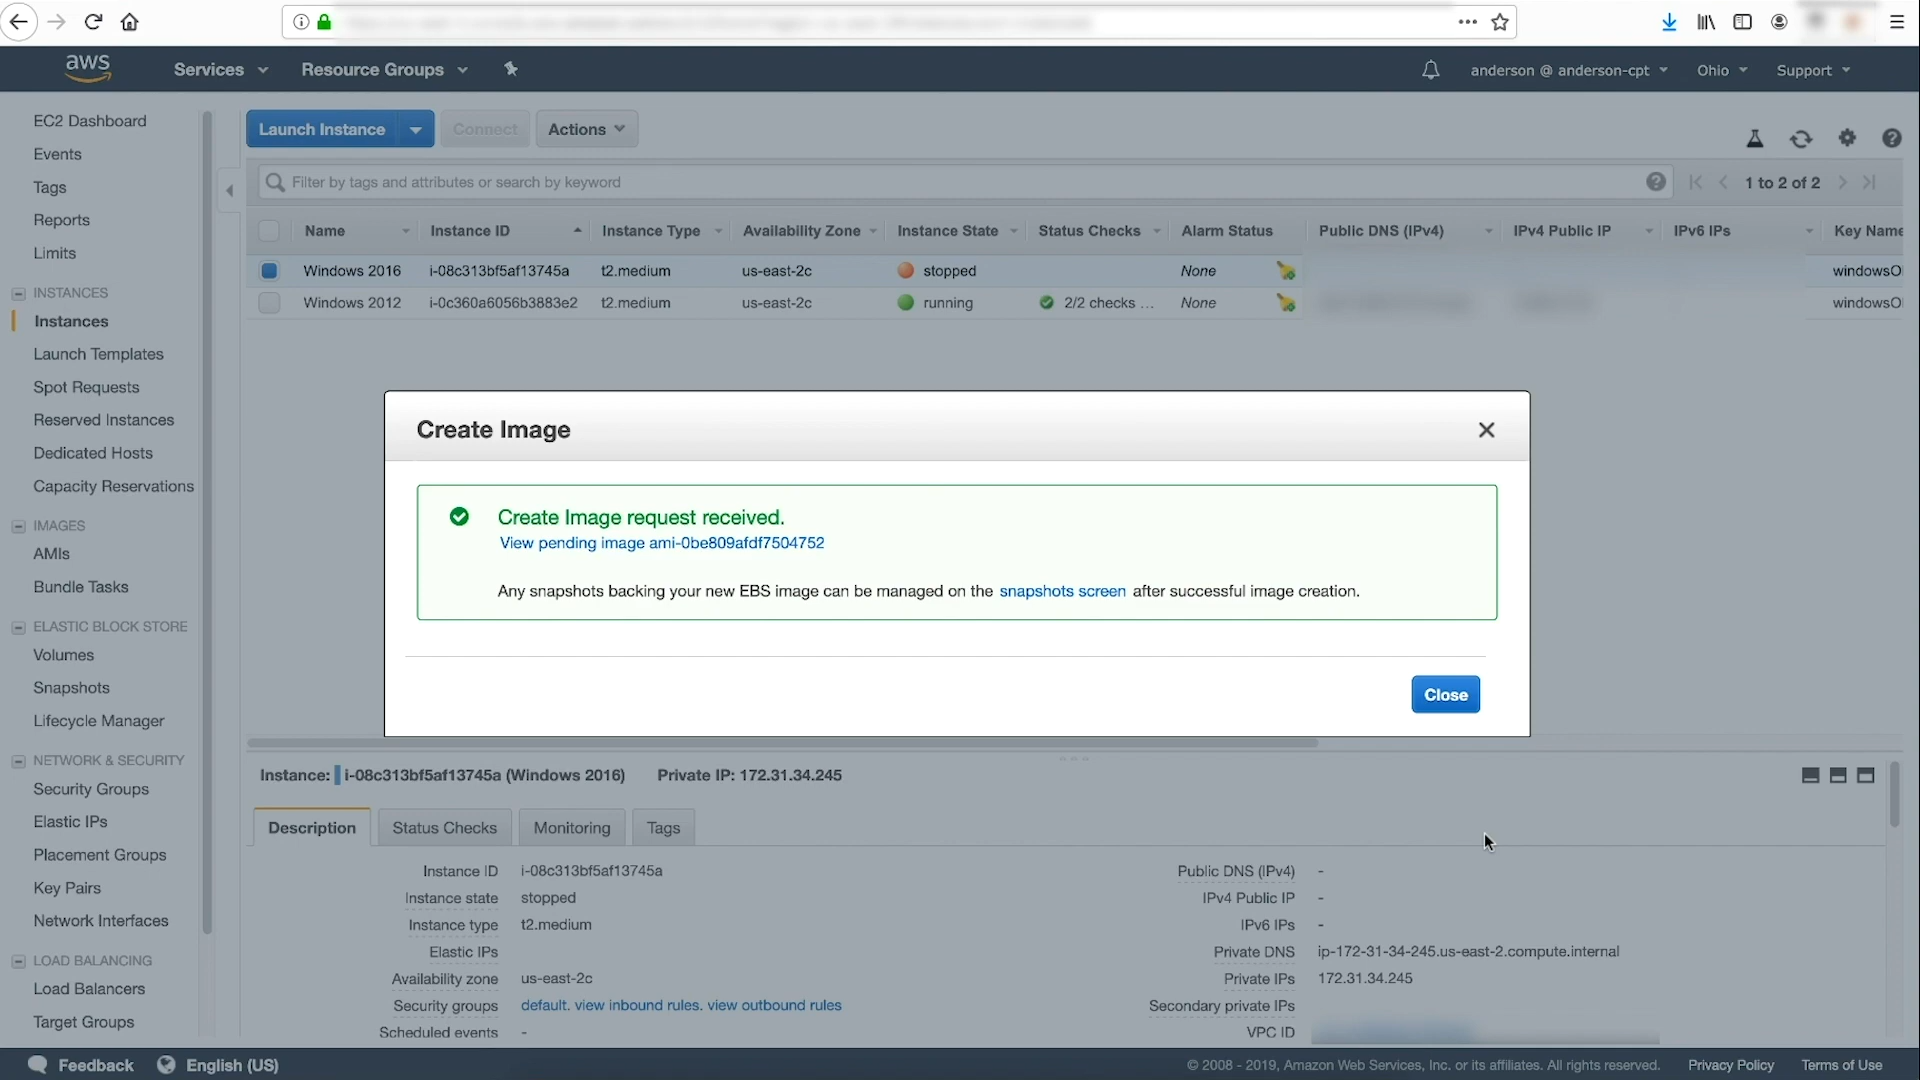 aws
Services
Resource Groups
anderson @ anderson-cpt
Ohio
Support
EC2 Dashboard
Events
Tags
Reports
Limits
INSTANCES
Instances
Launch Templates
Spot Requests
Reserved Instances
Dedicated Hosts
Capacity Reservations
IMAGES
AMIs
Bundle Tasks
ELASTIC BLOCK STORE
Volumes
Snapshots
Lifecycle Manager
NETWORK & SECURITY
Security Groups
Elastic IPs
Placement Groups
Key Pairs
Network Interfaces
LOAD BALANCING
Load Balancers
Target Groups
Launch Instance Connect Actions
Filter by tags and attributes or search by keyword
1 to 2 of 2
Name Instance ID Instance Type Availability Zone Instance State Status Checks Alarm Status Public DNS (IPv4) IPv4 Public IP IPv6 IPs Key Name
Windows 2016 i-08c313bf5af13745a t2.medium us-east-2c stopped None windowsO
Windows 2012 i-0c360a6056b3883e2 t2.medium us-east-2c running 2/2 checks ... None windowsO
Create Image
Create Image request received.
View pending image ami-0be809afdf7504752
Any snapshots backing your new EBS image can be managed on the snapshots screen after successful image creation.
Close
Instance: i-08c313bf5af13745a (Windows 2016) Private IP: 172.31.34.245
Description Status Checks Monitoring Tags
Instance ID i-08c313bf5af13745a
Instance state stopped
Instance type t2.medium
Elastic IPs
Availability zone us-east-2c
Security groups default. view inbound rules. view outbound rules
Scheduled events -
Public DNS (IPv4) -
IPv4 Public IP -
IPv6 IPs -
Private DNS ip-172-31-34-245.us-east-2.compute.internal
Private IPs 172.31.34.245
Secondary private IPs
VPC ID
Feedback
English (US)
© 2008 - 2019, Amazon Web Services, Inc. or its affiliates. All rights reserved.
Privacy Policy
Terms of Use